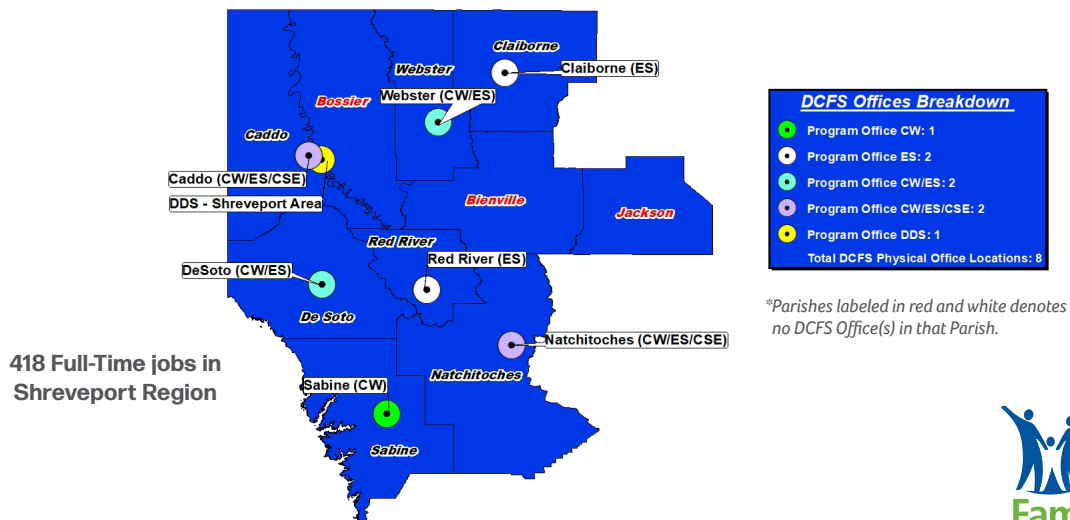 Claiborne
Webster
Claiborne (ES)
Webster (CW/ES)
Bossier
Caddo
Caddo (CW/ES/CSE)
DDS - Shreveport Area
Bienville
Jackson
Red River
Red River (ES)
DeSoto (CW/ES)
De Soto
Natchitoches (CW/ES/CSE)
Natchitoches
Sabine (CW)
Sabine
418 Full-Time jobs in
Shreveport Region
DCFS Offices Breakdown
Program Office CW: 1
Program Office ES: 2
Program Office CW/ES: 2
Program Office CW/ES/CSE: 2
Program Office DDS: 1
Total DCFS Physical Office Locations: 8
*Parishes labeled in red and white denotes
no DCFS Office(s) in that Parish.